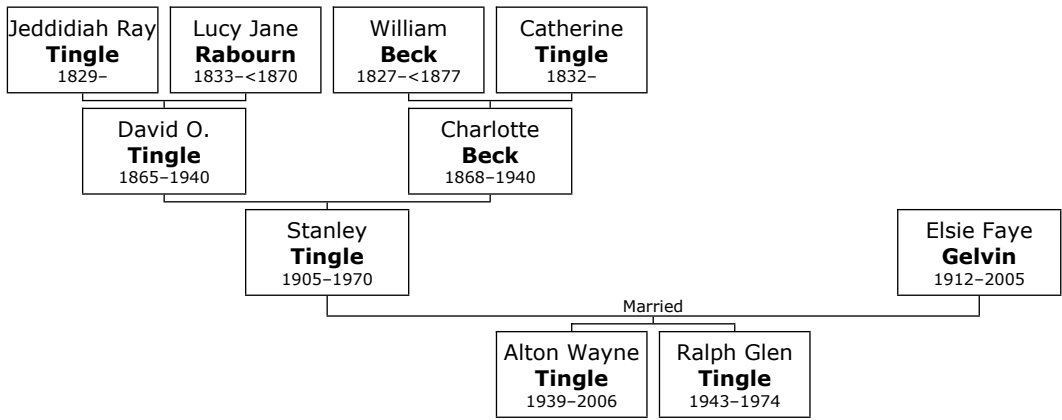 Jeddidiah Ray
Tingle
1829–
Lucy Jane
Rabourn
1833–<1870
William
Beck
1827–<1877
Catherine
Tingle
1832–
David O.
Tingle
1865–1940
Charlotte
Beck
1868–1940
Stanley
Tingle
1905–1970
Elsie Faye
Gelvin
1912–2005
Married
Alton Wayne
Tingle
1939–2006
Ralph Glen
Tingle
1943–1974